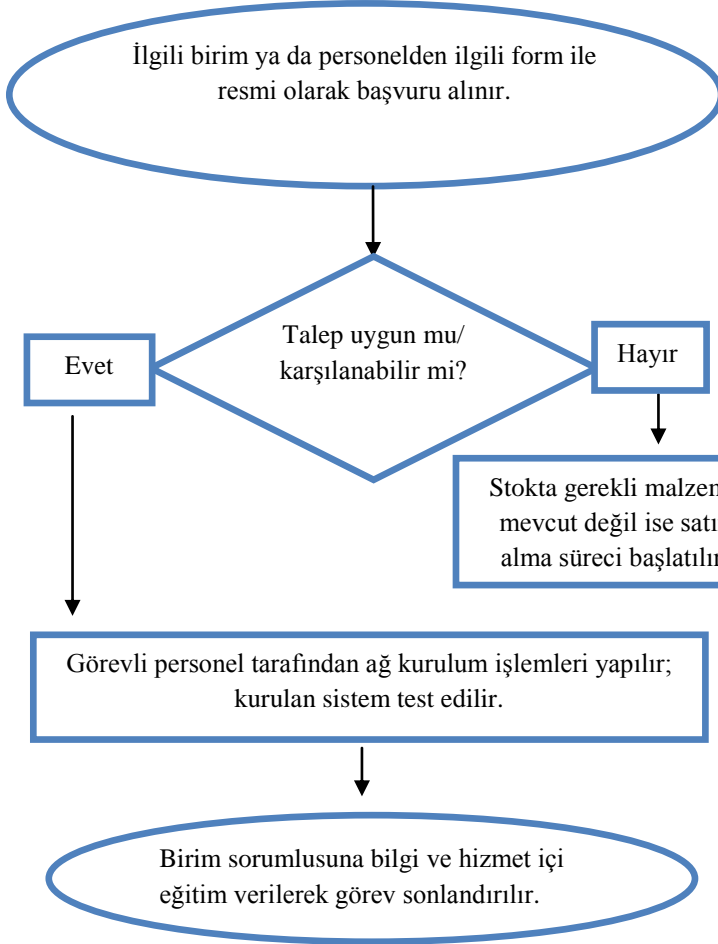 İlgili birim ya da personelden ilgili form ile
resmi olarak başvuru alınır.
Talep uygun mu/
karşılanabilir mi?
Evet
Hayır
Stokta gerekli
mevcut değil ise
alma süreci
Görevli personel tarafından ağ kurulum işlemleri yapılır;
kurulan sistem test edilir.
Birim sorumlusuna bilgi ve hizmet içi
eğitim verilerek görev sonlandırılır.